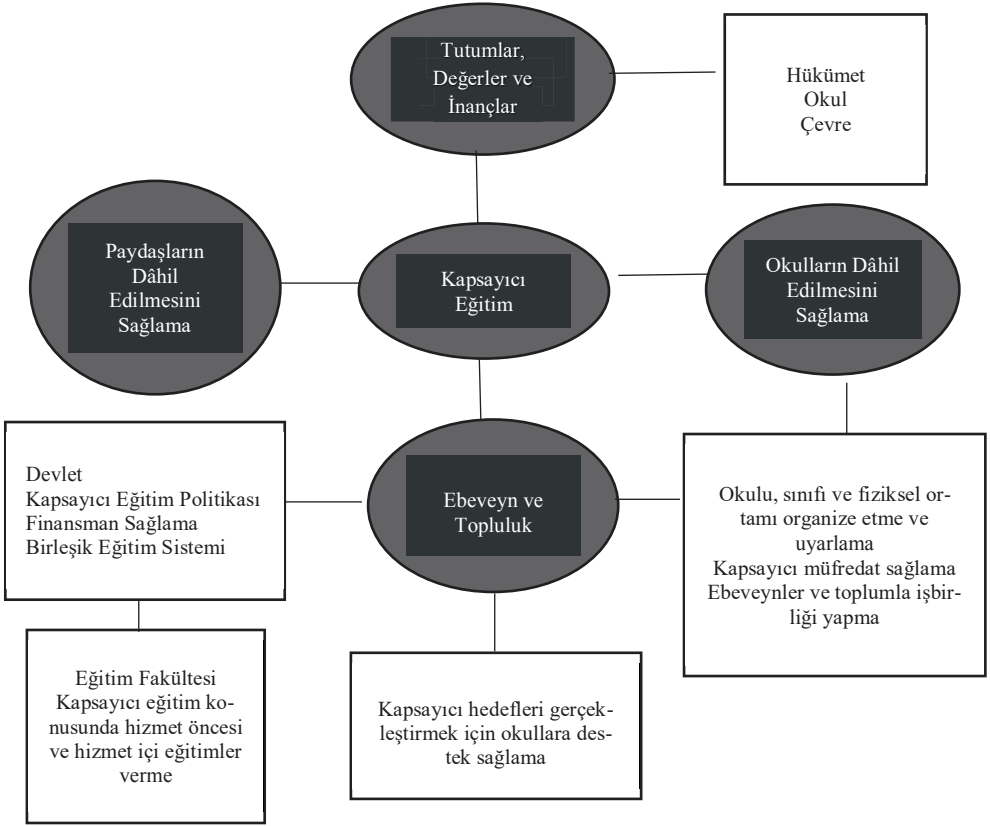 Tutumlar,
Değerler ve
İnançlar
Hükümet
Okul
Çevre
Paydaşların
Dâhil
Edilmesini
Sağlama
Kapsayıcı
Eğitim
Okulların Dâhil
Edilmesini
Sağlama
Devlet
Kapsayıcı Eğitim Politikası
Finansman Sağlama
Birleşik Eğitim Sistemi
Ebeveyn ve
Topluluk
Okulu, sınıfı ve fiziksel or-
tamı organize etme ve
uyarlama
Kapsayıcı müfredat sağlama
Ebeveynler ve toplumla işbir-
liği yapma
Eğitim Fakültesi
Kapsayıcı eğitim ko-
nusunda hizmet öncesi
ve hizmet içi eğitimler
verme
Kapsayıcı hedefleri gerçek-
leştirmek için okullara des-
tek sağlama